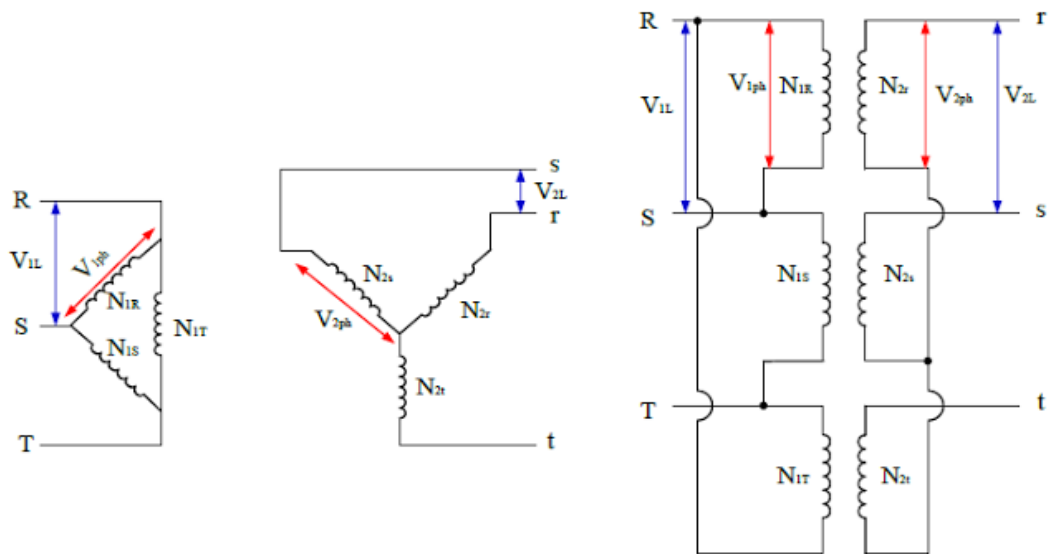 R
V1L
V1ph
N1R
S
N1S
N1T
T
s
V2L
r
N2s
V2ph
N2r
N2t
t
R
r
V1L
V1ph
N1R
N2r
V2ph
V2L
S
s
N1S
N2s
T
t
N1T
N2t